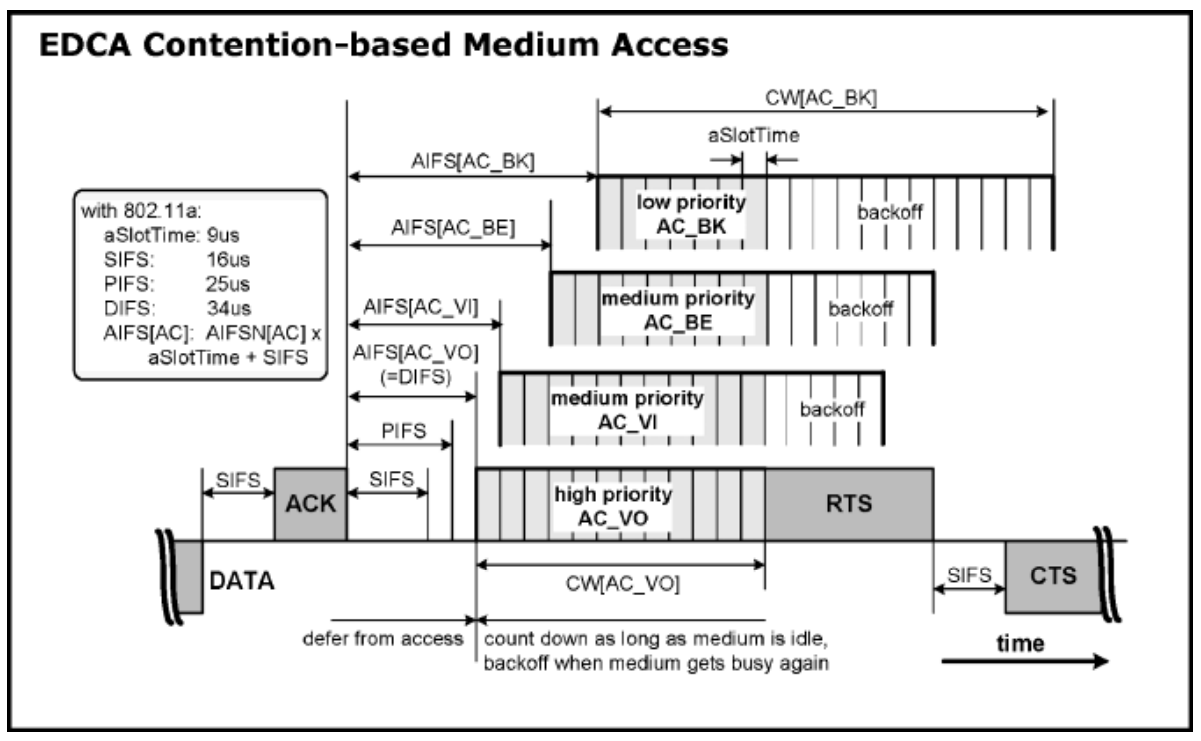 EDCA Contention-based Medium Access
CW[AC_BK]
aSlotTime
AIFS[AC_BK]
low priority
AC_BK
backoff
with 802.11a:
aSlotTime: 9us
SIFS: 16us
PIFS: 25us
DIFS: 34us
AIFS[AC]: AIFSN[AC] x
aSlotTime + SIFS
AIFS[AC_BE]
medium priority
AC_BE
backoff
AIFS[AC_VI]
medium priority
AC_VI
backoff
AIFS[AC_VO]
(=DIFS)
PIFS
SIFS
ACK
SIFS
high priority
AC_VO
RTS
DATA
CW[AC_VO]
SIFS
CTS
defer from access
count down as long as medium is idle,
backoff when medium gets busy again
time